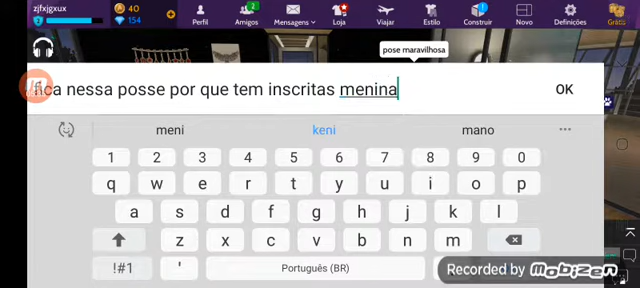 zjfxjgxux
40
154
Perfil
Amigos
2
Mensagens
Loja
Viajar
Estilo
Construir
Novo
Definições
Grátis
pose maravilhosa
fica nessa posse por que tem inscritas menina
OK
meni
keni
mano
1 2 3 4 5 6 7 8 9 0
q w e r t y u i o p
a s d f g h j k l
z x c v b n m
!#1
'
Português (BR)
Recorded by mobizen